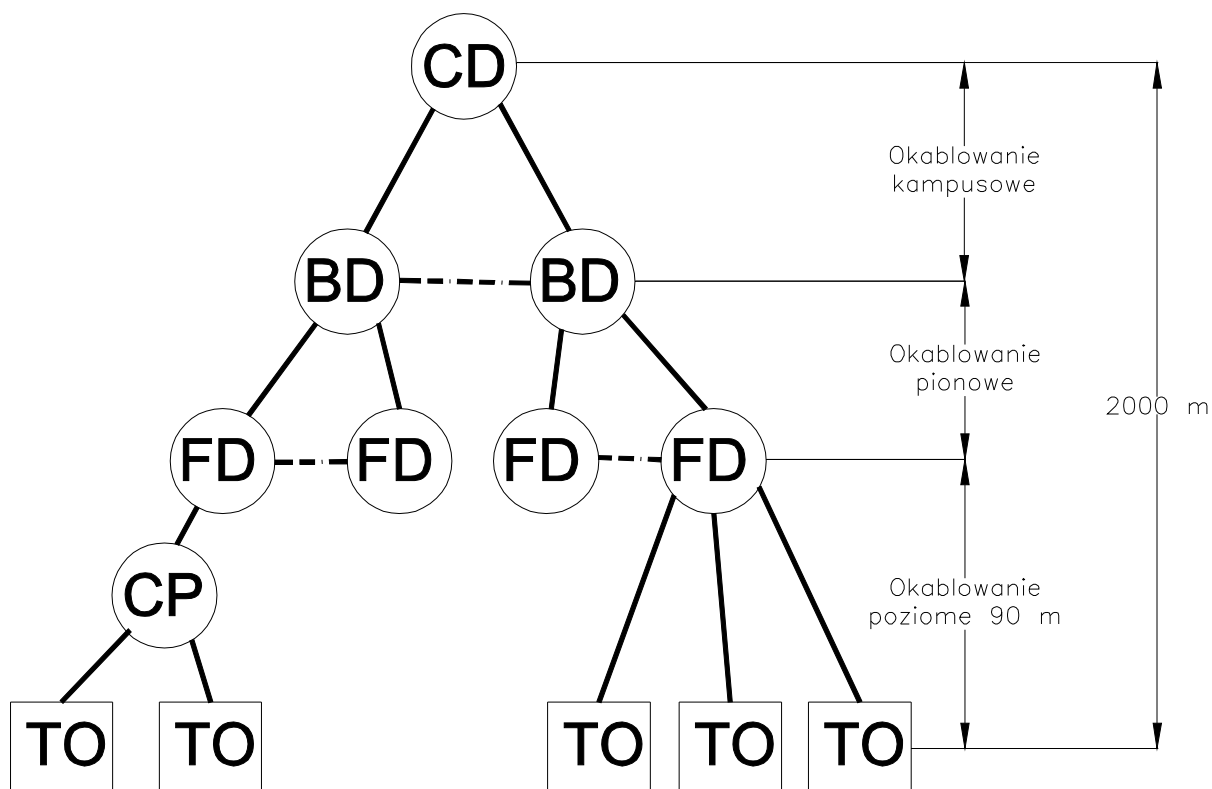 CD
Okablowanie
kampusowe
BD BD
Okablowanie
pionowe
2000 m
FD FD FD FD
CP
Okablowanie
poziome 90 m
TO TO TO TO TO